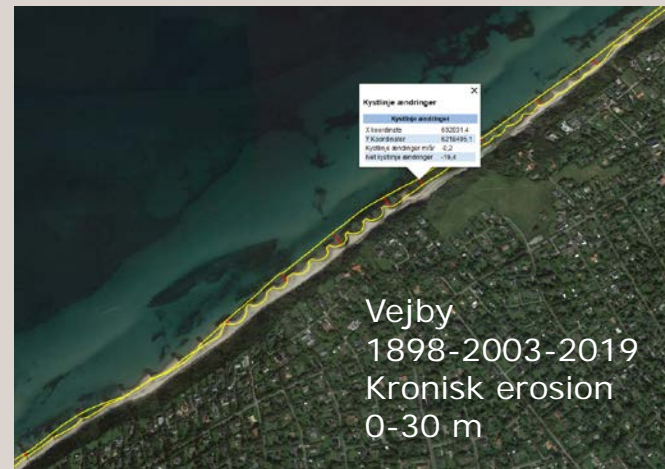 Kystlinje ændringer
Kystlinje ændringer
X koordinate 692031,4
Y Koordinater 6218495,1
Kystlinje ændringer m/år -0,2
Net kystlinje ændringer -19,4
Vejby
1898-2003-2019
Kronisk erosion
0-30 m